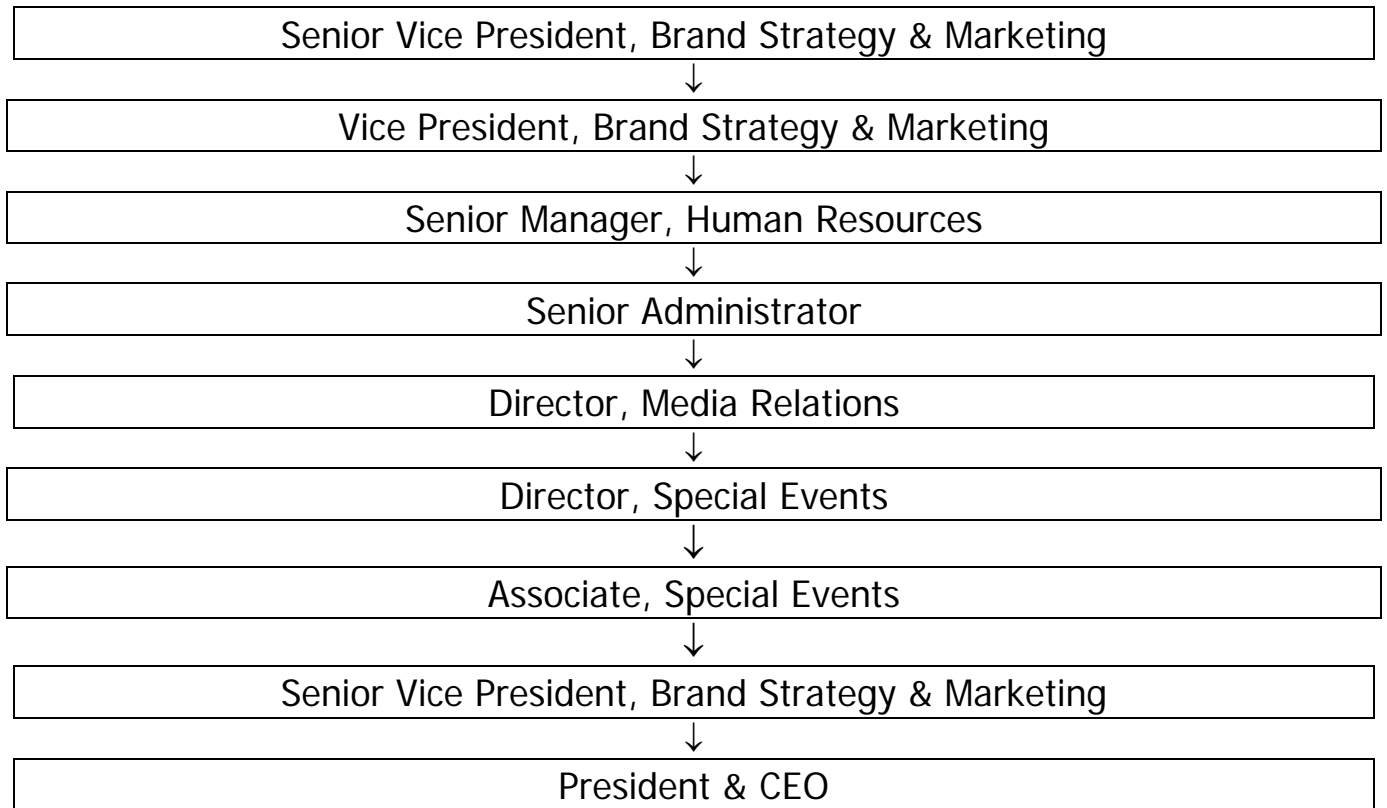 Senior Vice President, Brand Strategy & Marketing
↓
Vice President, Brand Strategy & Marketing
↓
Senior Manager, Human Resources
↓
Senior Administrator
↓
Director, Media Relations
↓
Director, Special Events
↓
Associate, Special Events
↓
Senior Vice President, Brand Strategy & Marketing
↓
President & CEO